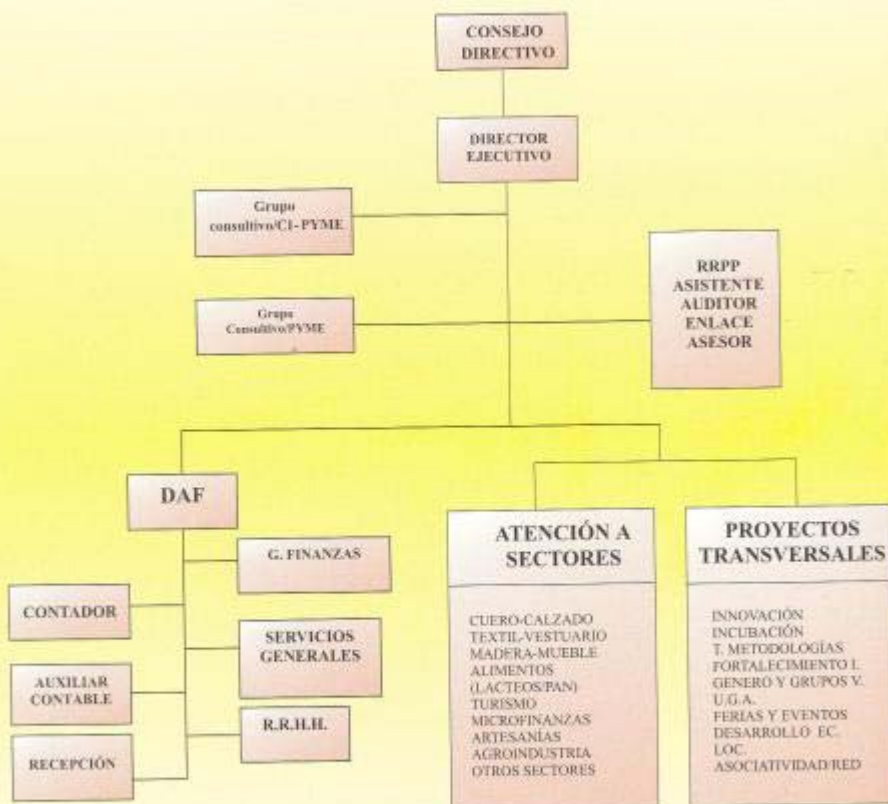 CONSEJO
DIRECTIVO
DIRECTOR
EJECUTIVO
Grupo
consultivo/C1-PYME
RRPP
ASISTENTE
AUDITOR
ENLACE
ASESOR
Grupo
Consultivo/PYME
DAF
G. FINANZAS
CONTADOR
SERVICIOS
GENERALES
AUXILIAR
CONTABLE
R.R.H.H.
RECEPCIÓN
ATENCIÓN A
SECTORES
CUERO-CALZADO
TEXTIL-VESTUARIO
MADERA-MUEBLE
ALIMENTOS
(LACTEOS/PAN)
TURISMO
MICROFINANZAS
ARTESANÍAS
AGROINDUSTRIA
OTROS SECTORES
PROYECTOS
TRANSVERSALES
INNOVACIÓN
INCUBACIÓN
T. METODOLOGÍAS
FORTALECIMIENTO I.
GENERO Y GRUPOS V.
U.G.A.
FERIAS Y EVENTOS
DESARROLLO EC.
LOC.
ASOCIATIVIDAD/RED